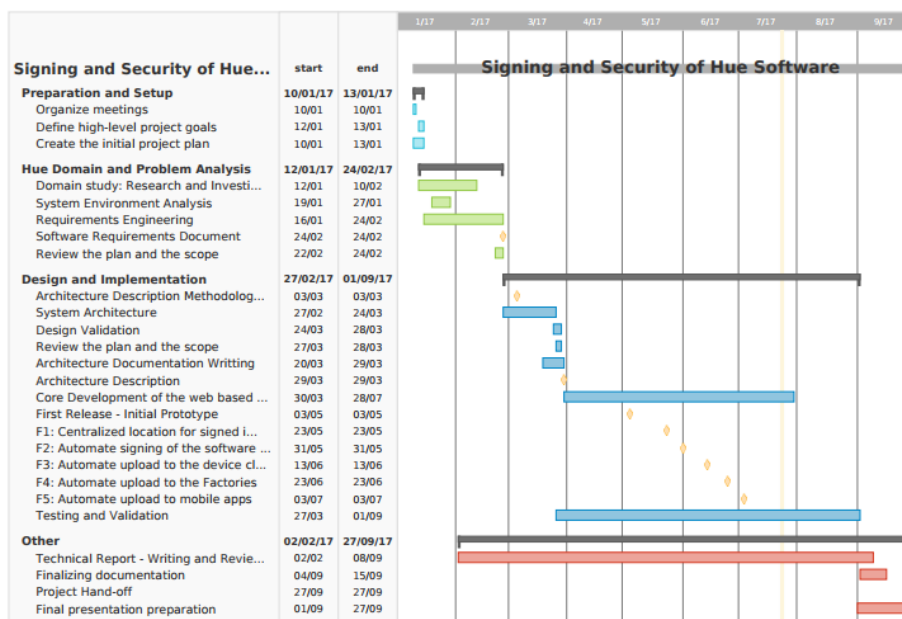 1/17 2/17 3/17 4/17 5/17 6/17 7/17 8/17 9/17
Signing and Security of Hue... start end Signing and Security of Hue Software
Preparation and Setup 10/01/17 13/01/17
Organize meetings 10/01 10/01
Define high-level project goals 12/01 13/01
Create the initial project plan 10/01 13/01
Hue Domain and Problem Analysis 12/01/17 24/02/17
Domain study: Research and Investi... 12/01 10/02
System Environment Analysis 19/01 27/01
Requirements Engineering 16/01 24/02
Software Requirements Document 24/02 24/02
Review the plan and the scope 22/02 24/02
Design and Implementation 27/02/17 01/09/17
Architecture Description Methodolog... 03/03 03/03
System Architecture 27/02 24/03
Design Validation 24/03 28/03
Review the plan and the scope 27/03 28/03
Architecture Documentation Writting 20/03 29/03
Architecture Description 29/03 29/03
Core Development of the web based ... 30/03 28/07
First Release - Initial Prototype 03/05 03/05
F1: Centralized location for signed i... 23/05 23/05
F2: Automate signing of the software ... 31/05 31/05
F3: Automate upload to the device cl... 13/06 13/06
F4: Automate upload to the Factories 23/06 23/06
F5: Automate upload to mobile apps 03/07 03/07
Testing and Validation 27/03 01/09
Other 02/02/17 27/09/17
Technical Report - Writing and Revie... 02/02 08/09
Finalizing documentation 04/09 15/09
Project Hand-off 27/09 27/09
Final presentation preparation 01/09 27/09